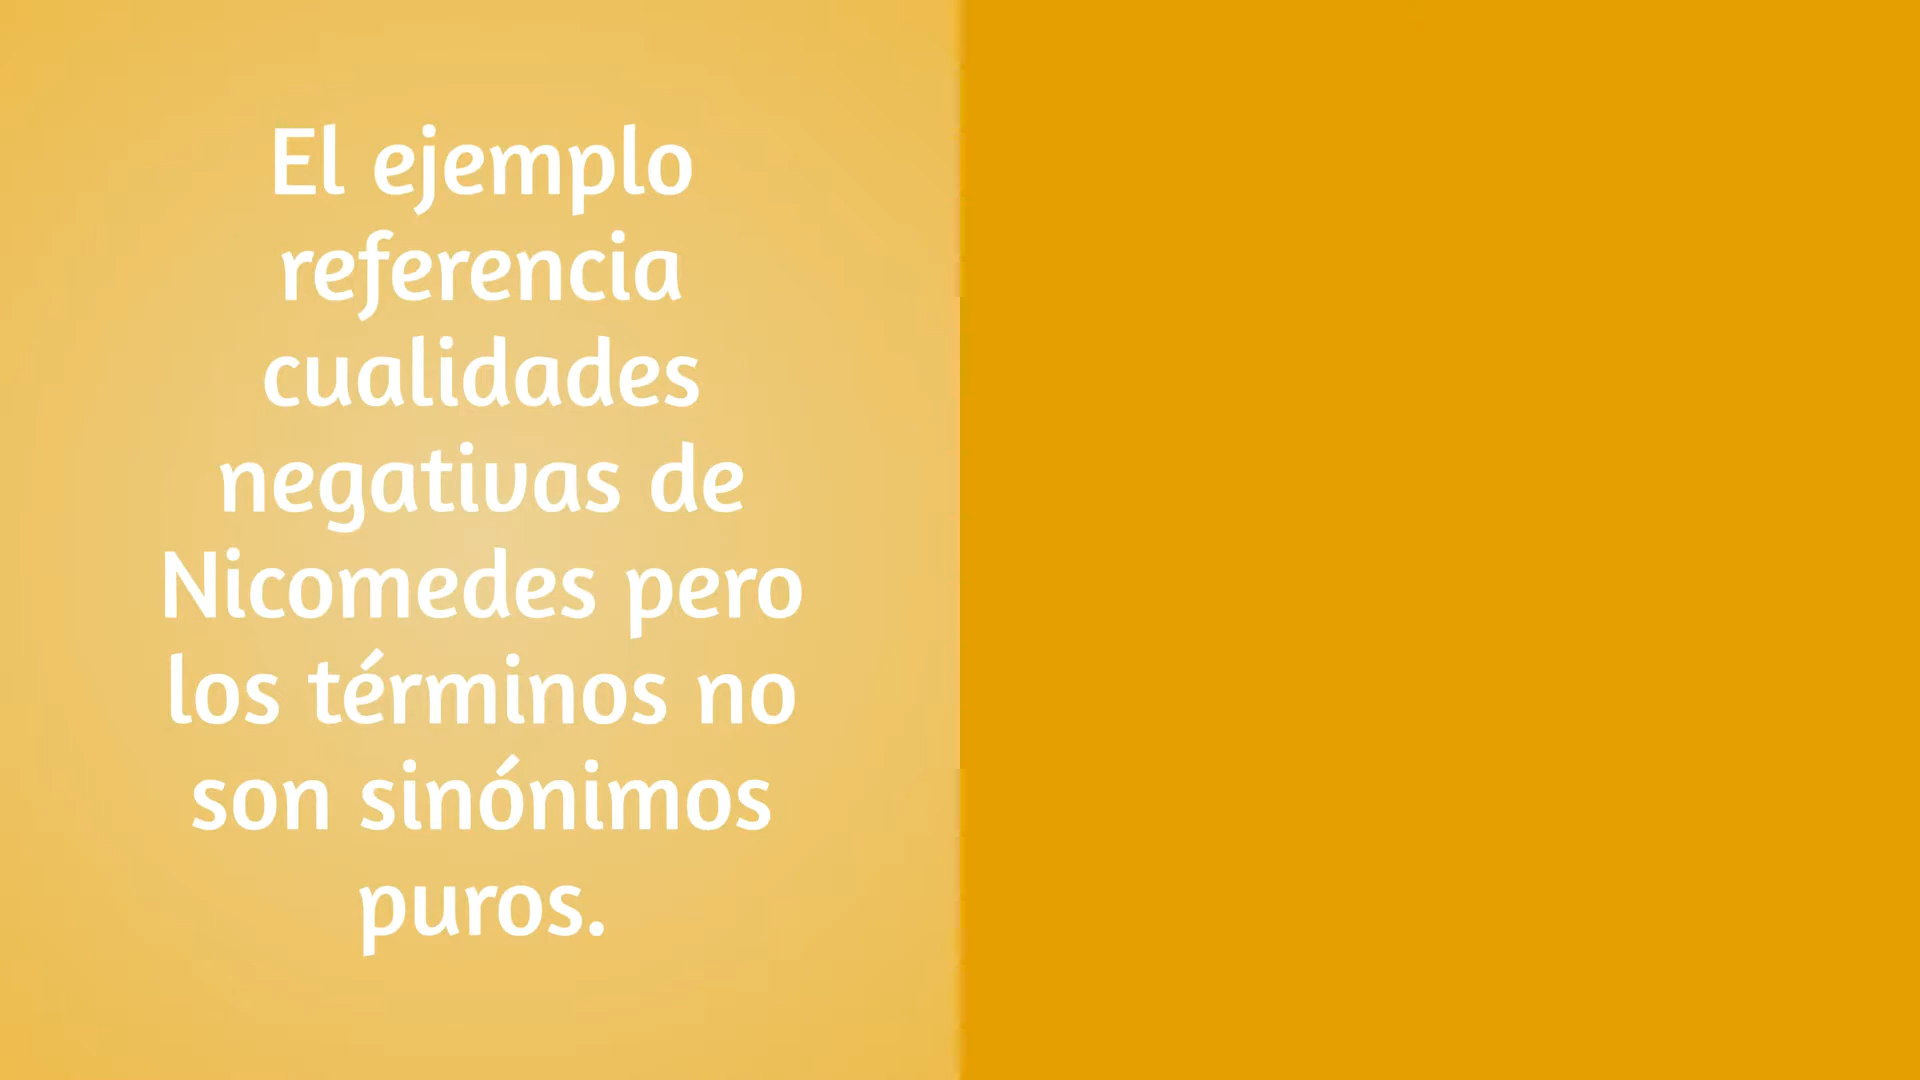 El ejemplo
referencia
cualidades
negativas de
Nicomedes pero
los términos no
son sinónimos
puros.